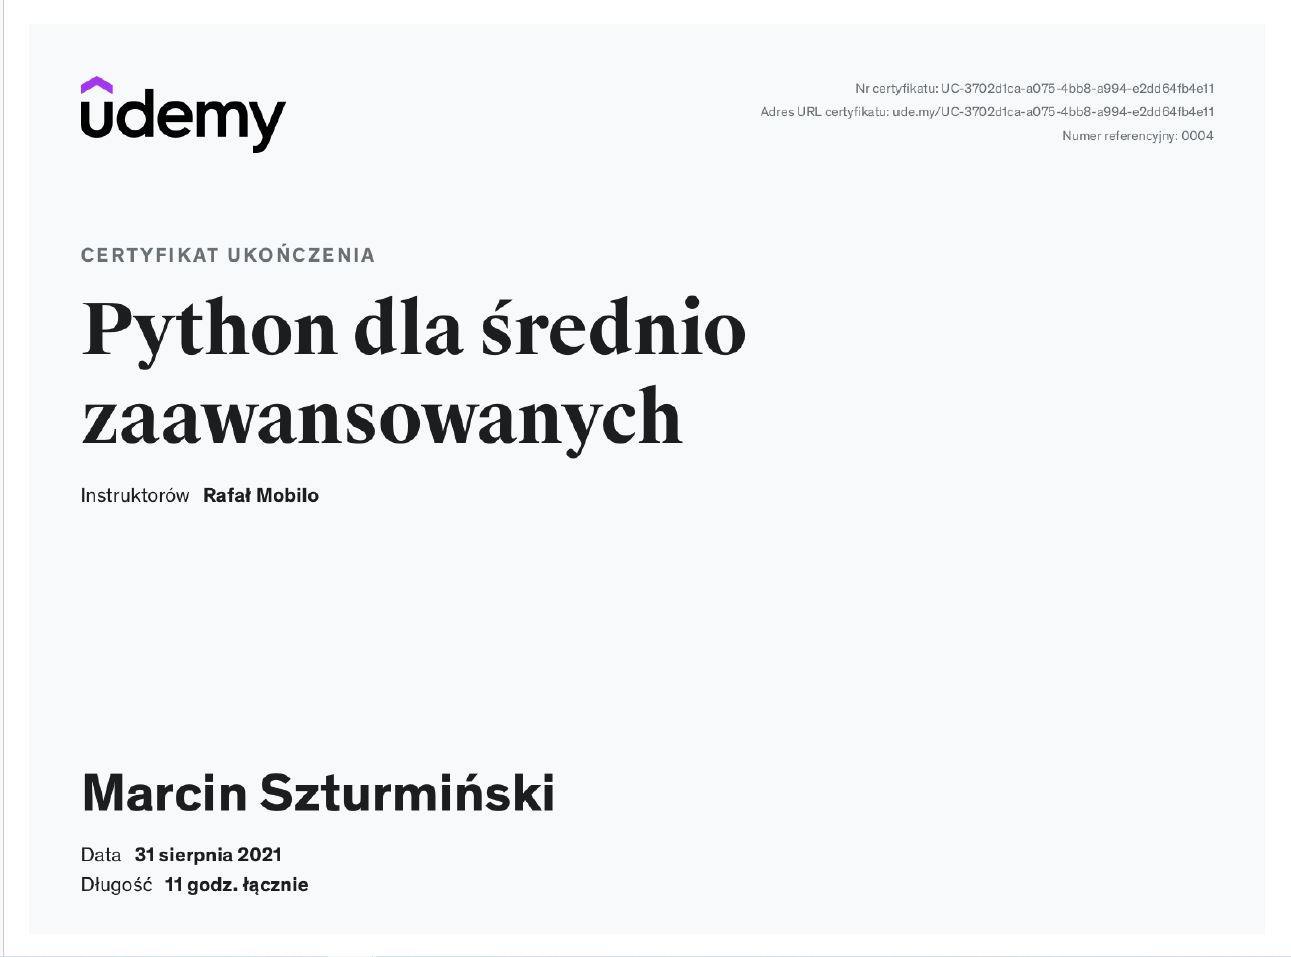 udemy
Nr certyfikatu: UC-3702d1ca-a075-4bb8-a994-e2dd64fb4e11
Adres URL certyfikatu: ude.my/UC-3702d1ca-a075-4bb8-a994-e2dd64fb4e11
Numer referencyjny: 0004
CERTYFIKAT UKOŃCZENIA
Python dla średnio
zaawansowanych
Instruktorów Rafał Mobilo
Marcin Szturmiński
Data 31 sierpnia 2021
Długość 11 godz. łącznie